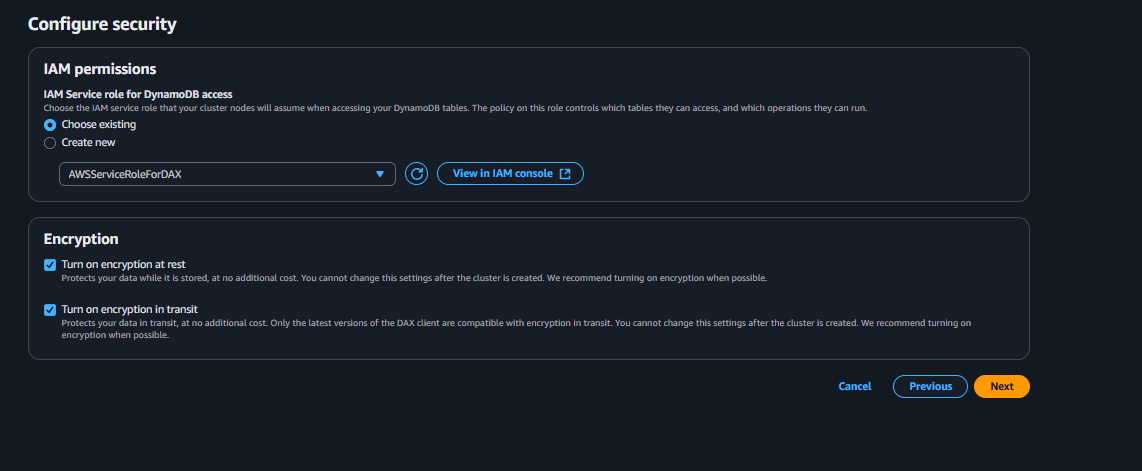 Configure security
IAM permissions
IAM Service role for DynamoDB access
Choose the IAM service role that your cluster nodes will assume when accessing your DynamoDB tables. The policy on this role controls which tables they can access, and which operations they can run.
Choose existing
Create new
AWSServiceRoleForDAX
View in IAM console
Encryption
Turn on encryption at rest
Protects your data while it is stored, at no additional cost. You cannot change this settings after the cluster is created. We recommend turning on encryption when possible.
Turn on encryption in transit
Protects your data in transit, at no additional cost. Only the latest versions of the DAX client are compatible with encryption in transit. You cannot change this settings after the cluster is created. We recommend turning on
encryption when possible.
Cancel
Previous
Next